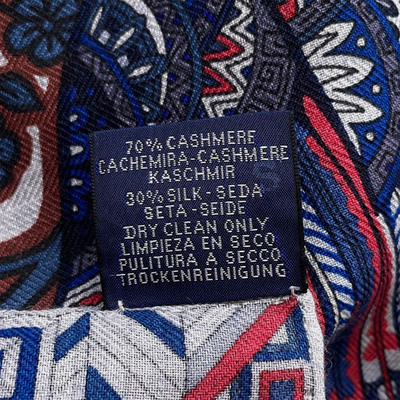 70% CASHMERE
CACHEMIRA-CASHMERE
KASCHMIR
30% SILK-SEDA
SETA-SEIDE
DRY CLEAN ONLY
LIMPIEZA EN SECO
PULITURA A SECCO
TROCKENREINIGUNG